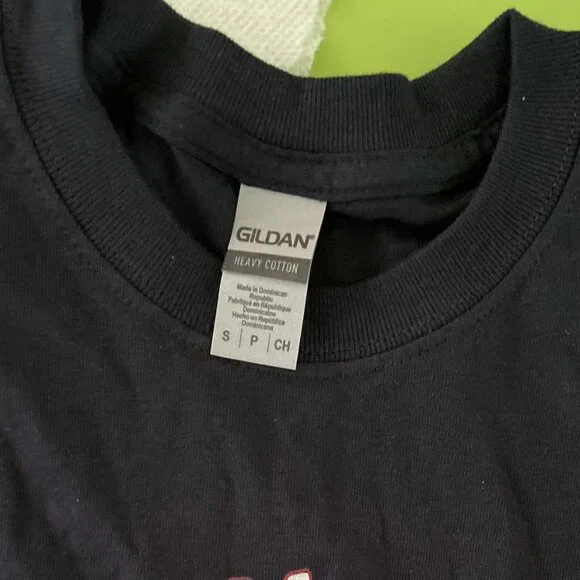 GILDAN®
HEAVY COTTON
Made in Dominican
Republic
Fabriqué en République
Dominicaine
Hecho en República
Dominicana
S | P | CH